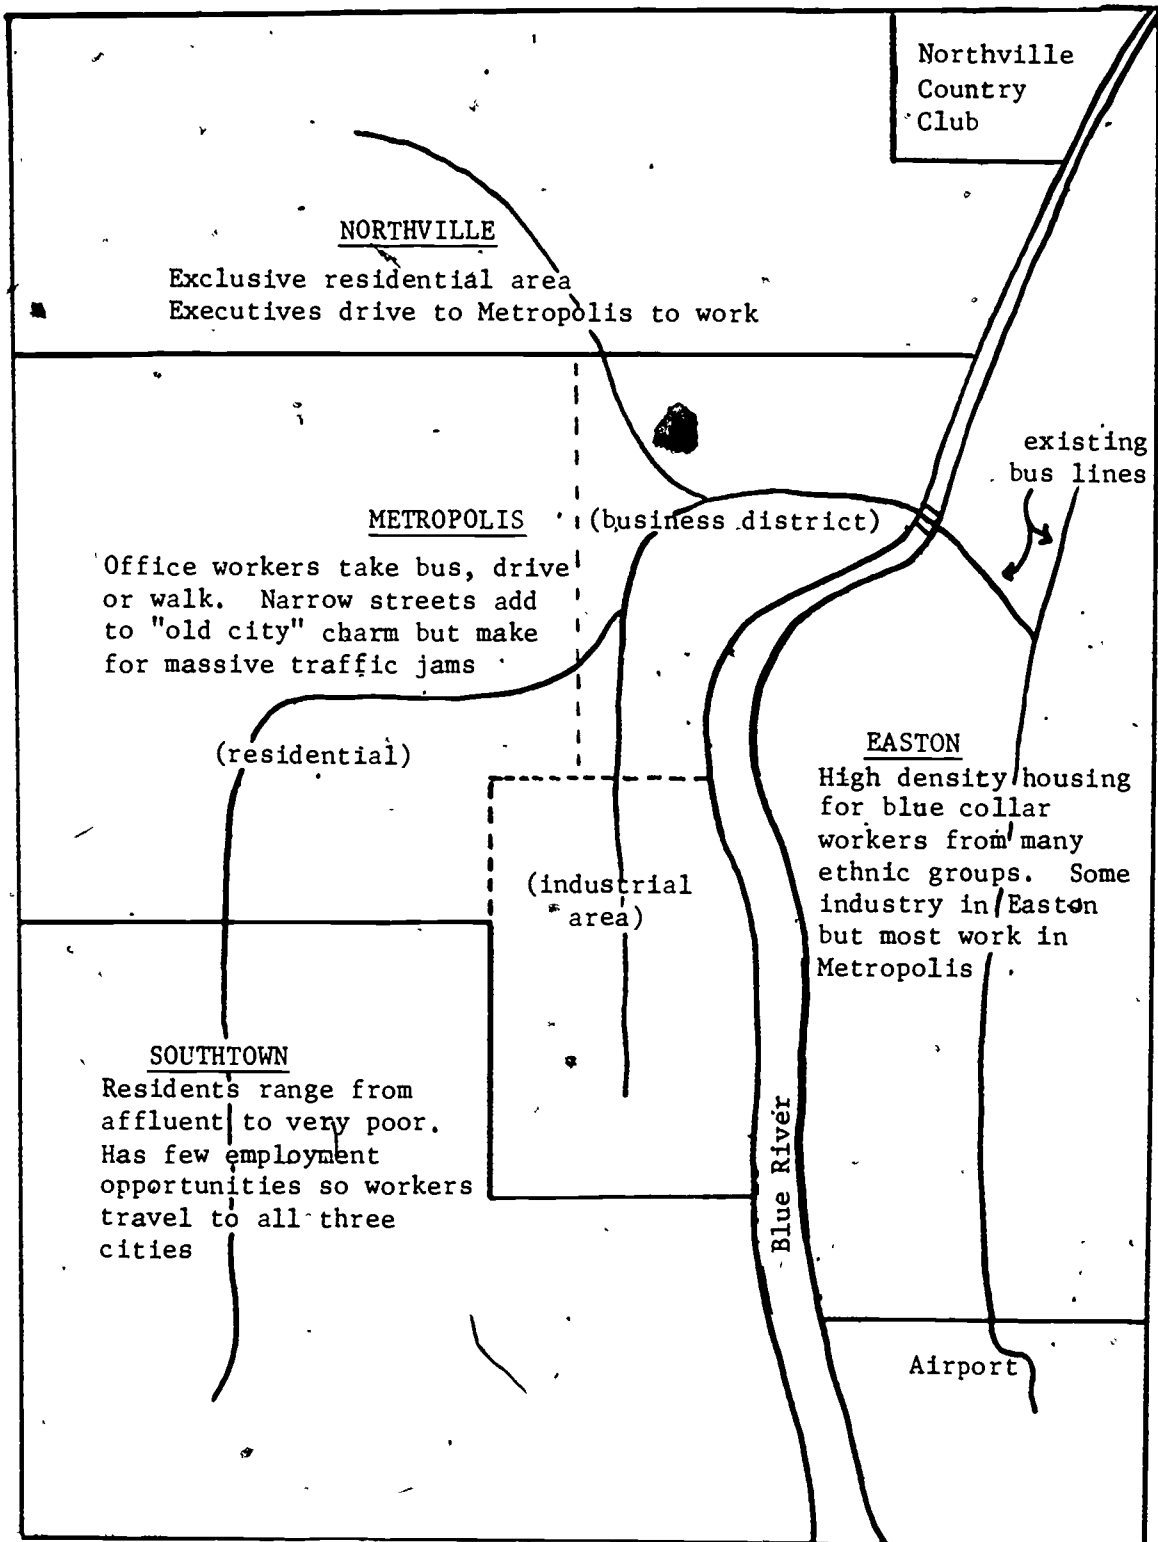 Northville
Country
Club
NORTHVILLE
Exclusive residential area
Executives drive to Metropolis to work
existing
bus lines
METROPOLIS
(business district)
Office workers take bus, drive
or walk. Narrow streets add
to "old city" charm but make
for massive traffic jams
(residential)
EASTON
High density housing
for blue collar
workers from many
ethnic groups. Some
industry in Easton
but most work in
Metropolis
(industrial
area)
SOUTHTOWN
Residents range from
affluent to very poor.
Has few employment
opportunities so workers
travel to all three
cities
Blue River
Airport